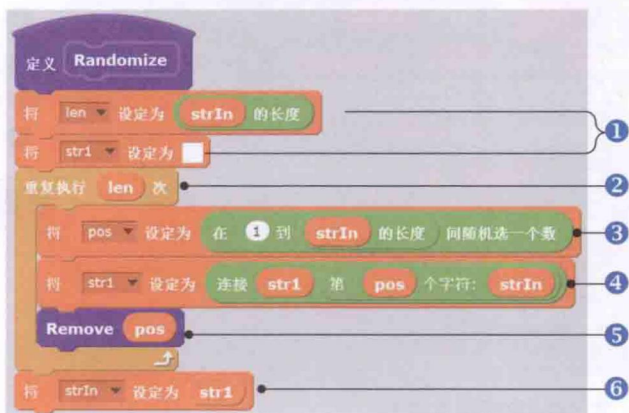 定义 Randomize
将 len 设定为 strIn 的长度
将 str1 设定为
1
重复执行 len 次
2
将 pos 设定为 在 1 到 strIn 的长度 间随机选一个数
3
将 str1 设定为 连接 str1 第 pos 个字符: strIn
4
Remove pos
5
将 strIn 设定为 str1
6